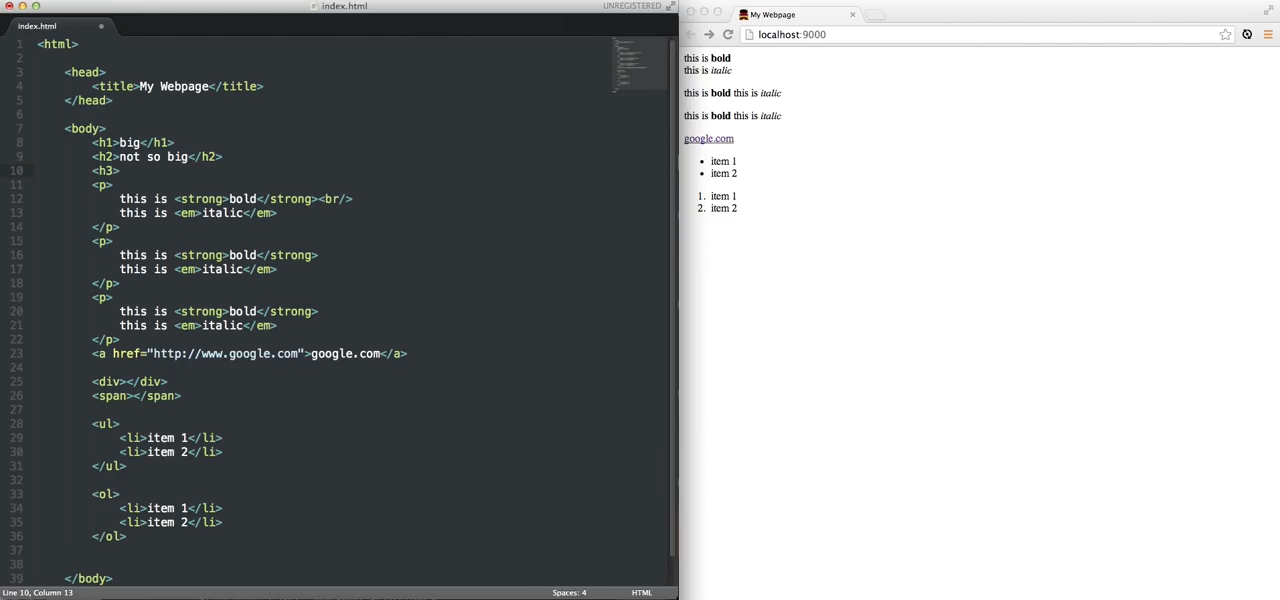 index.html
UNREGISTERED
index.html
1 <html>
2
3 <head>
4 <title>My Webpage</title>
5 </head>
6
7 <body>
8 <h1>big</h1>
9 <h2>not so big</h2>
10 <h3>
11 <p>
12 this is <strong>bold</strong><br/>
13 this is <em>italic</em>
14 </p>
15 <p>
16 this is <strong>bold</strong>
17 this is <em>italic</em>
18 </p>
19 <p>
20 this is <strong>bold</strong>
21 this is <em>italic</em>
22 </p>
23 <a href="http://www.google.com">google.com</a>
24
25 <div></div>
26 <span></span>
27
28 <ul>
29 <li>item 1</li>
30 <li>item 2</li>
31 </ul>
32
33 <ol>
34 <li>item 1</li>
35 <li>item 2</li>
36 </ol>
37
38
39 </body>
Line 10, Column 13
Spaces: 4
HTML
My Webpage
localhost:9000
this is bold
this is italic
this is bold this is italic
this is bold this is italic
google.com
• item 1
• item 2
1. item 1
2. item 2